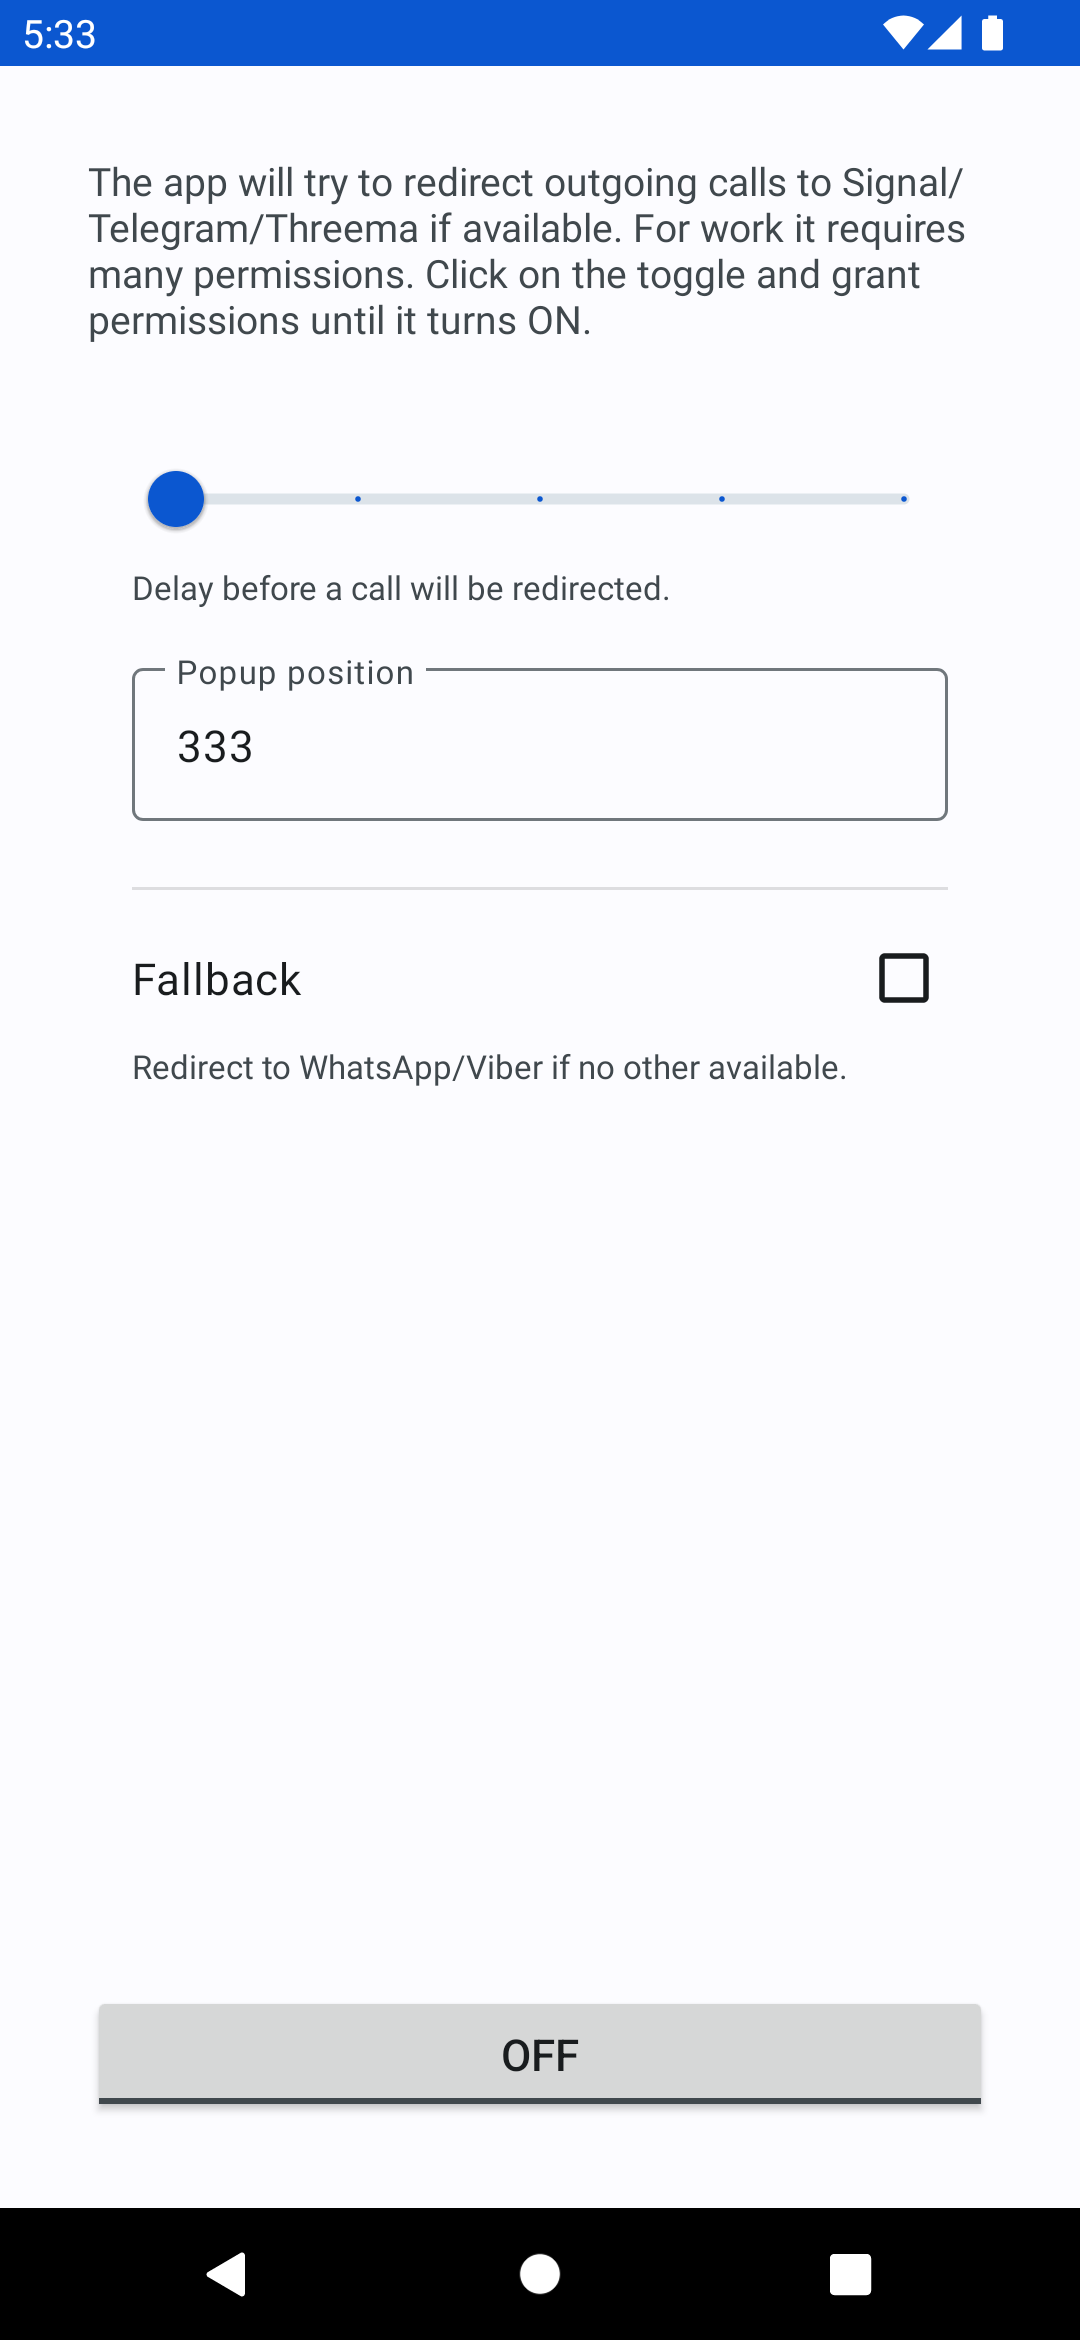 5:33
The app will try to redirect outgoing calls to Signal/
Telegram/Threema if available. For work it requires
many permissions. Click on the toggle and grant
permissions until it turns ON.
Delay before a call will be redirected.
Popup position
333
Fallback
Redirect to WhatsApp/Viber if no other available.
OFF